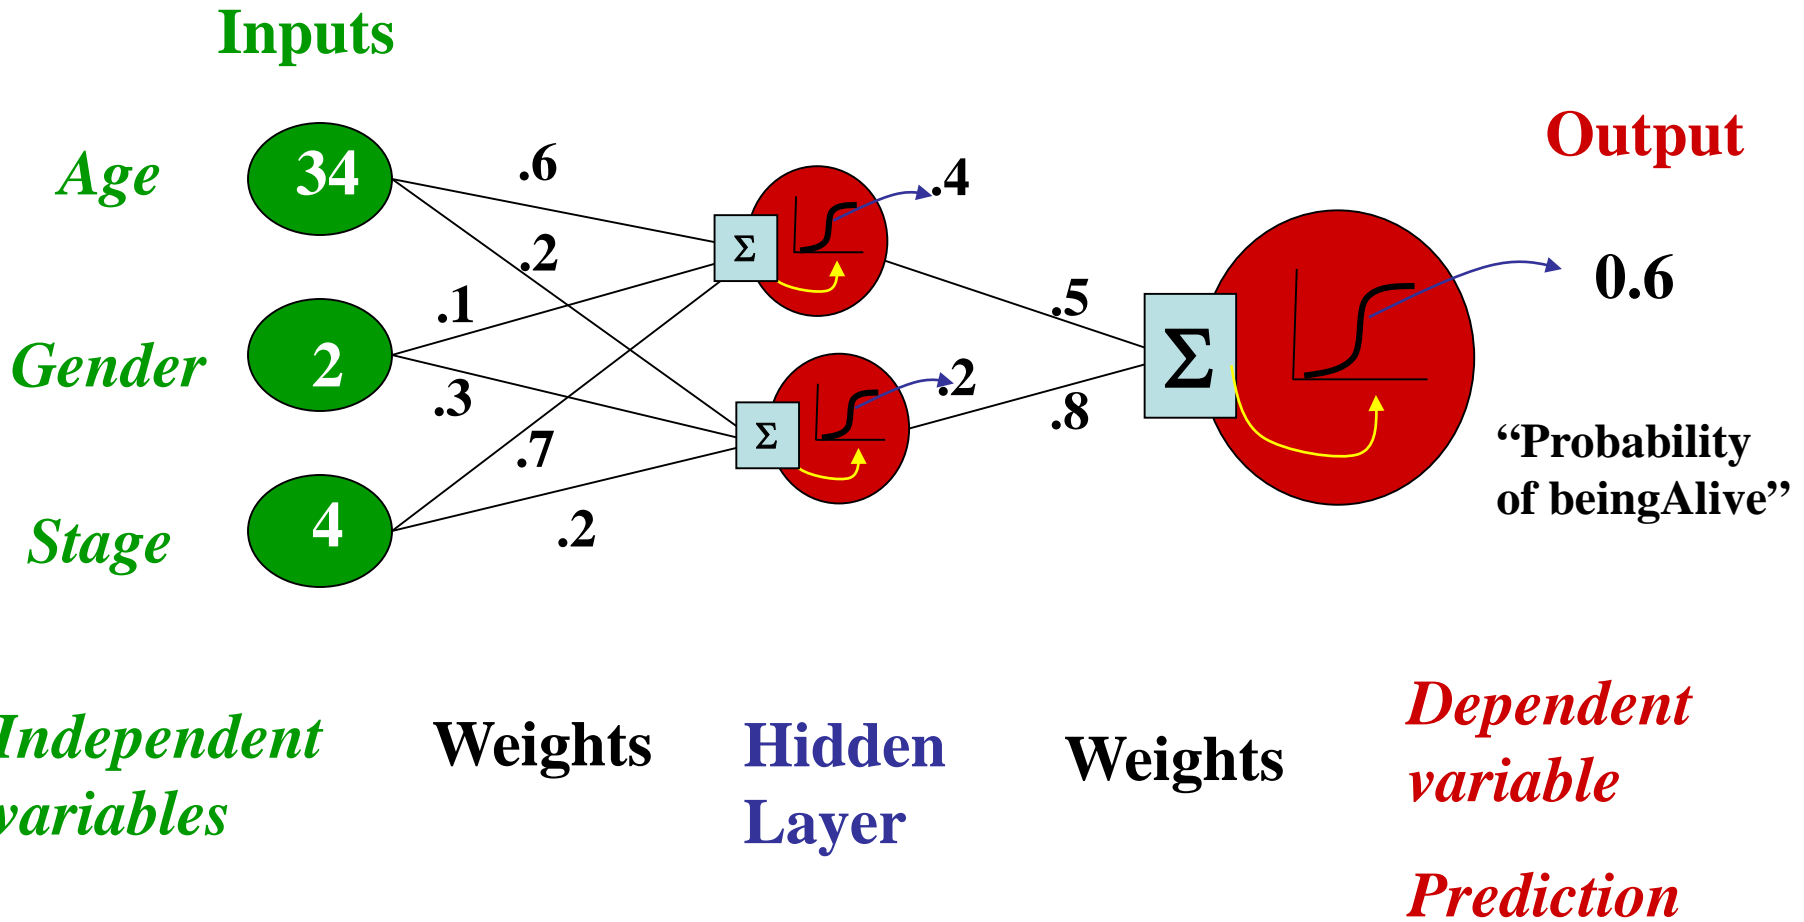 Inputs
Output
Age
34
.6
.4
Σ
.2
Gender
2
.1
.3
Σ
.2
.5
.8
Σ
0.6
“Probability
of beingAlive”
Stage
4
.7
.2
Independent
variables
Weights
Hidden
Layer
Weights
Dependent
variable
Prediction